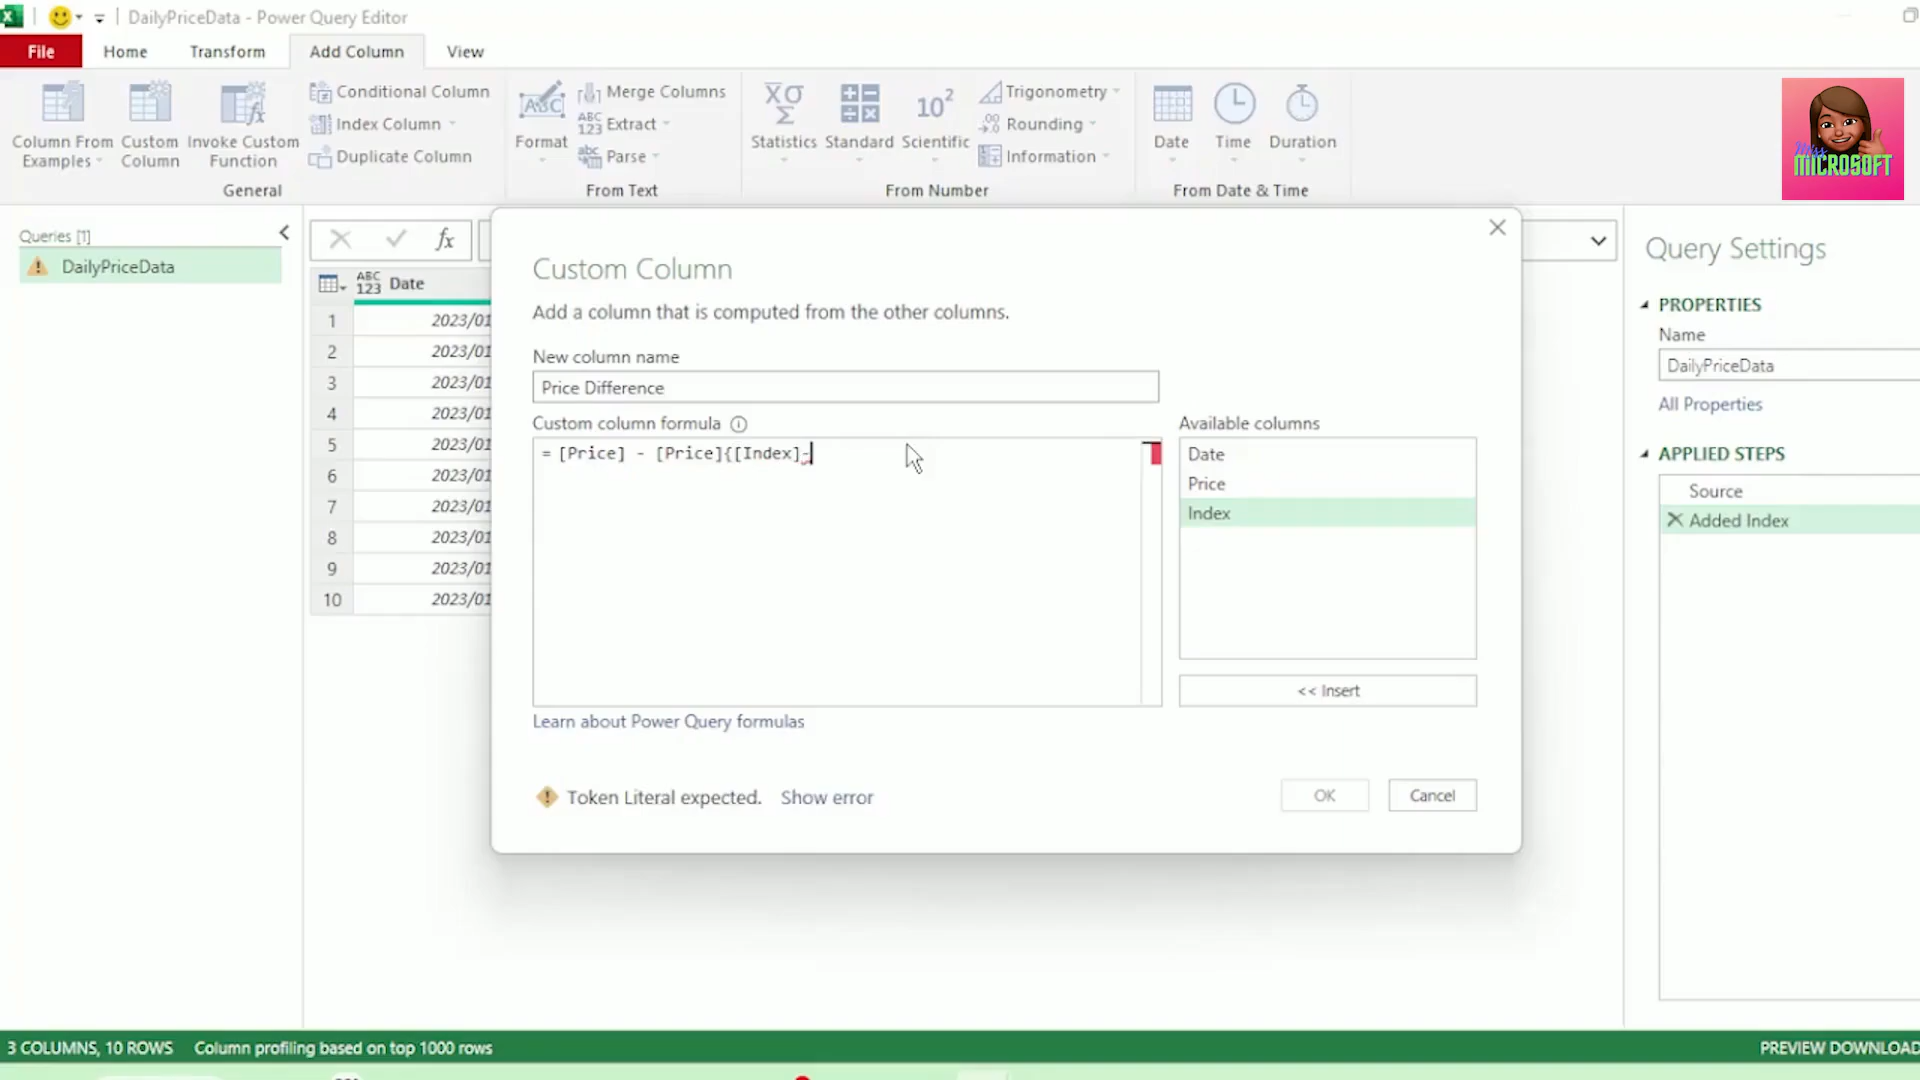 DailyPriceData - Power Query Editor
File
Home
Transform
Add Column
View
Column From
Examples
Custom
Column
Invoke Custom
Function
Conditional Column
Index Column
Duplicate Column
General
Format
Merge Columns
Extract
Parse
From Text
Statistics
Standard
Scientific
Trigonometry
Rounding
Information
From Number
Date
Time
Duration
From Date & Time
Miss
MICROSOFT
Queries [1]
DailyPriceData
fx
ABC
123
Date
1 2023/01
2 2023/01
3 2023/01
4 2023/01
5 2023/01
6 2023/01
7 2023/01
8 2023/01
9 2023/01
10 2023/01
Custom Column
Add a column that is computed from the other columns.
New column name
Price Difference
Custom column formula
= [Price] - [Price]{[Index]-
Available columns
Date
Price
Index
<< Insert
Learn about Power Query formulas
Token Literal expected.
Show error
OK
Cancel
Query Settings
PROPERTIES
Name
DailyPriceData
All Properties
APPLIED STEPS
Source
Added Index
3 COLUMNS, 10 ROWS
Column profiling based on top 1000 rows
PREVIEW DOWNLOAD